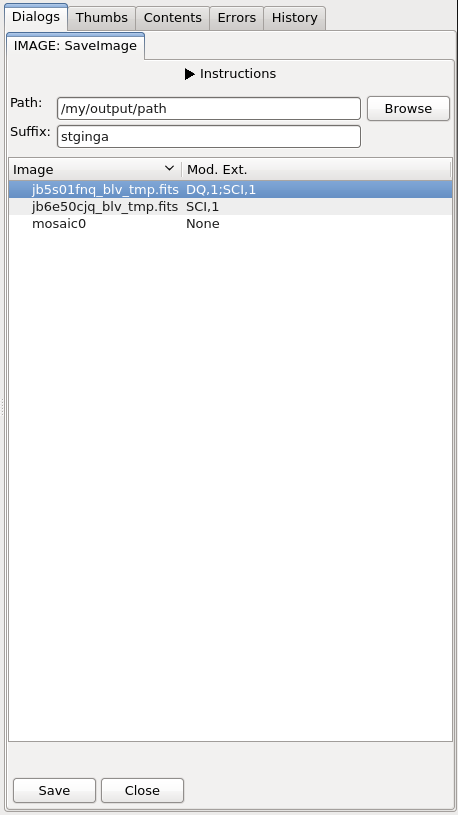 Dialogs Thumbs Contents Errors History
IMAGE: SaveImage
Instructions
Path: /my/output/path Browse
Suffix: stginga
Image Mod. Ext.
jb5s01fnq_blv_tmp.fits DQ,1;SCI,1
jb6e50cjq_blv_tmp.fits SCI,1
mosaic0 None
Save Close